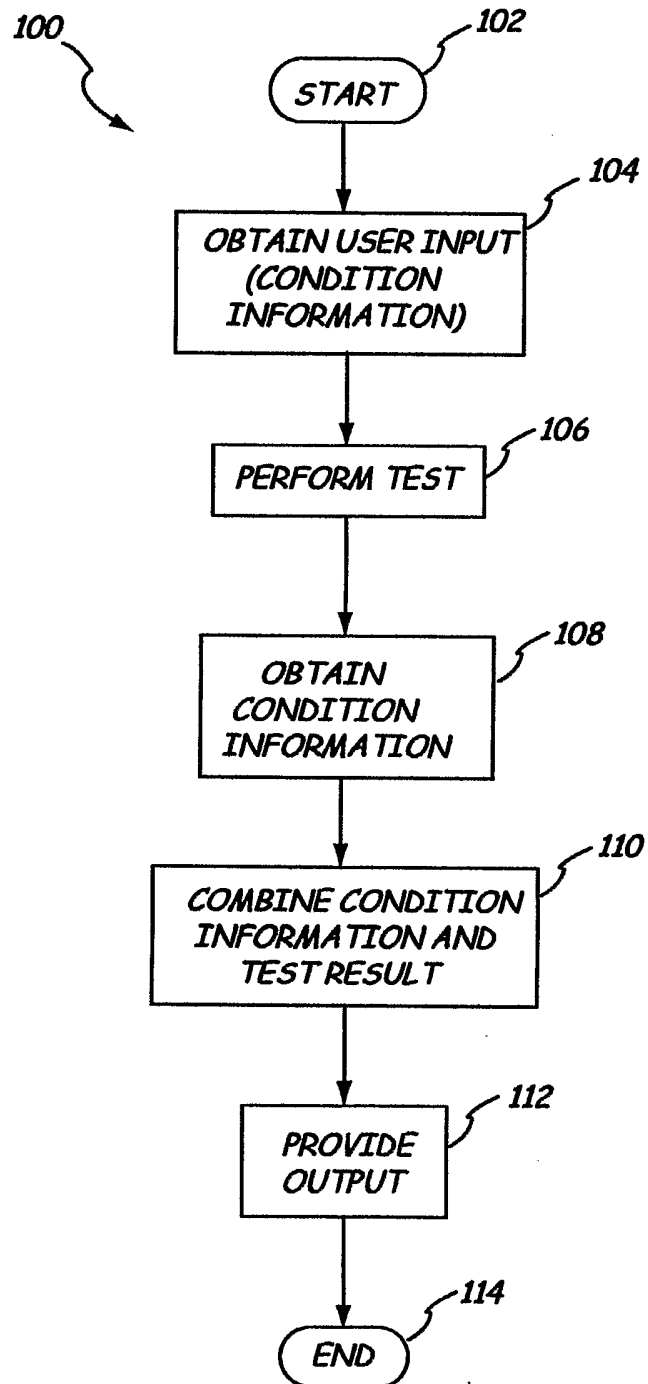 100
102
START
104
OBTAIN USER INPUT
(CONDITION
INFORMATION)
106
PERFORM TEST
108
OBTAIN
CONDITION
INFORMATION
110
COMBINE CONDITION
INFORMATION AND
TEST RESULT
112
PROVIDE
OUTPUT
114
END